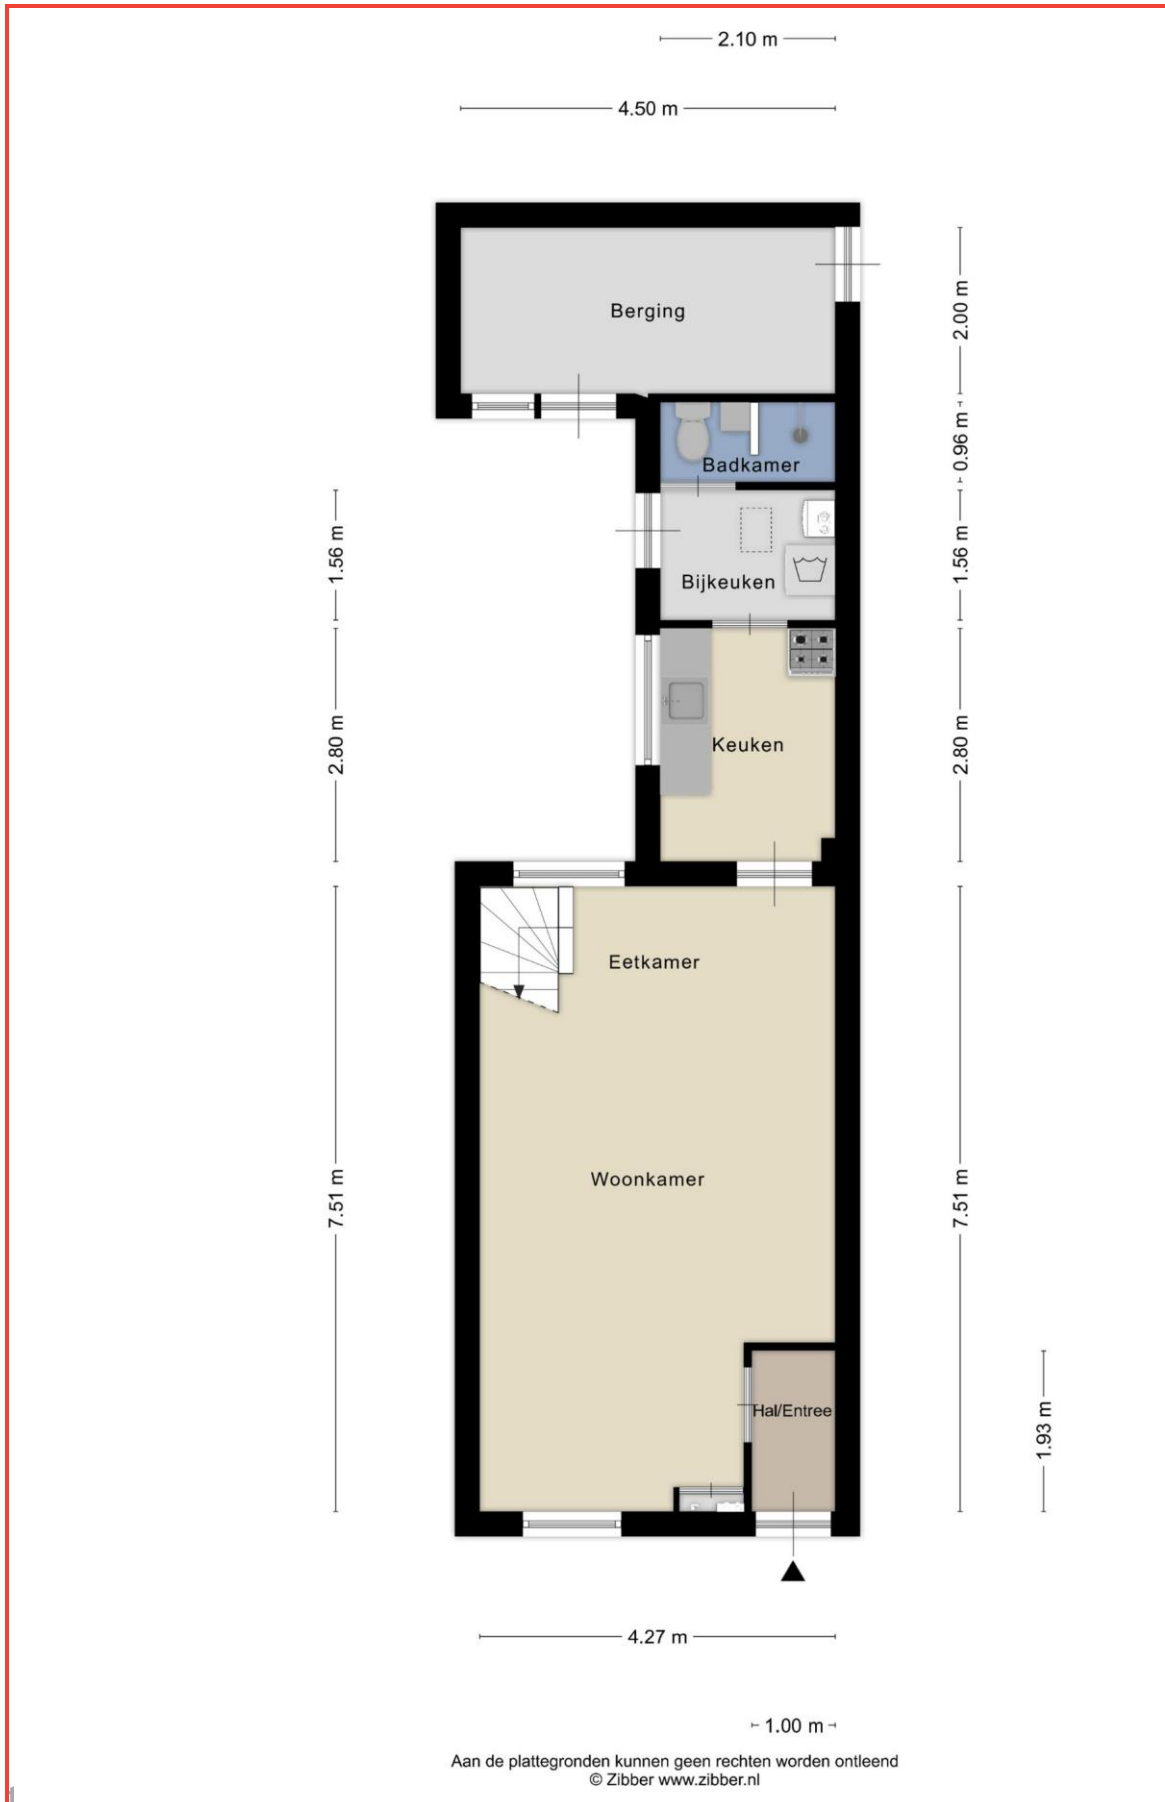 2.10 m
4.50 m
Berging
2.00 m
Badkamer
0.96 m
1.56 m
Bijkeuken
1.56 m
2.80 m
Keuken
2.80 m
Eetkamer
7.51 m
Woonkamer
7.51 m
Hal/Entree
1.93 m
4.27 m
1.00 m
Aan de plattegronden kunnen geen rechten worden ontleend
© Zibber www.zibber.nl